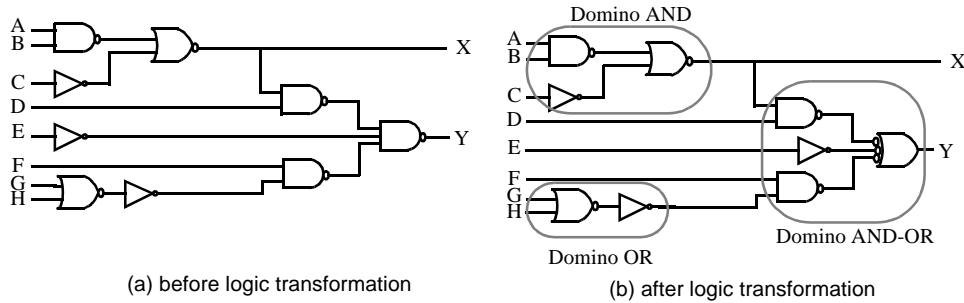 A
B
C
D
E
F
G
H
X
Y
(a) before logic transformation
Domino AND
A
B
C
D
E
F
G
H
X
Y
Domino OR
Domino AND-OR
(b) after logic transformation